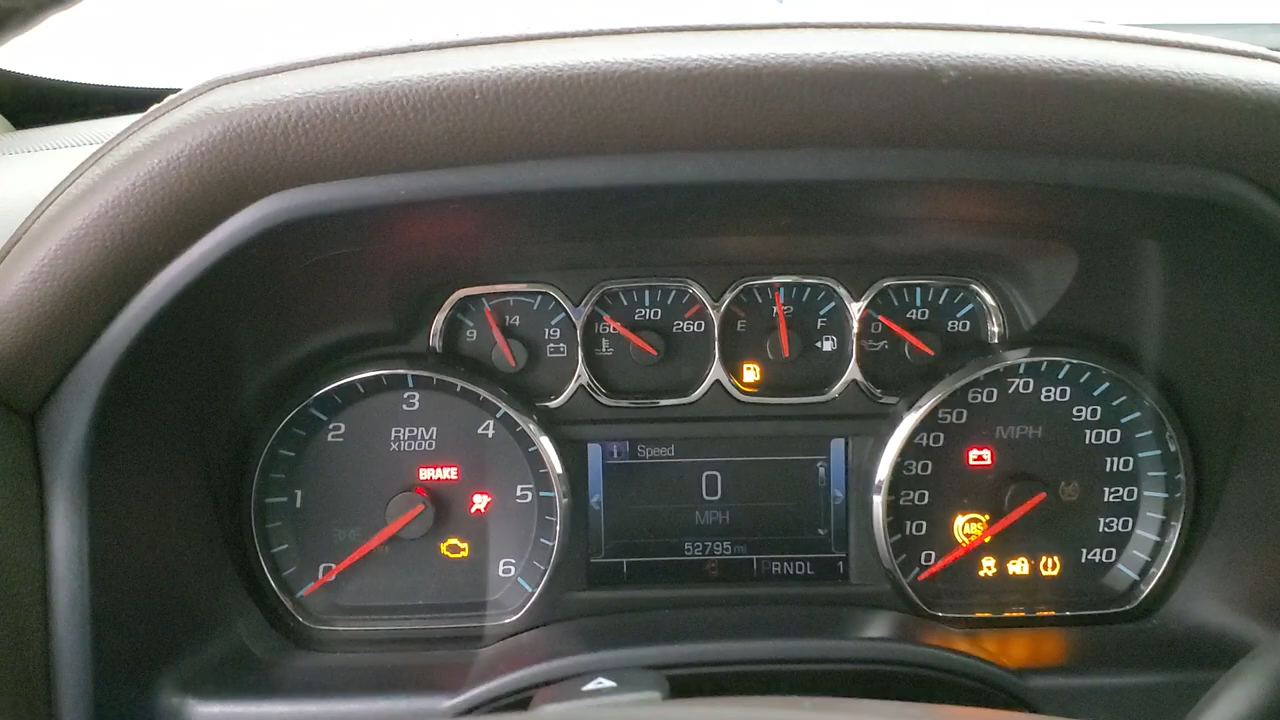 9 14 19
160 210 260
E 1/2 F
0 40 80
0 1 2 3 4 5 6
RPM
x1000
BRAKE
i Speed
0
MPH
52795 mi
PRNDL 1
0 10 20 30 40 50 60 70 80 90 100 110 120 130 140
MPH
ABS